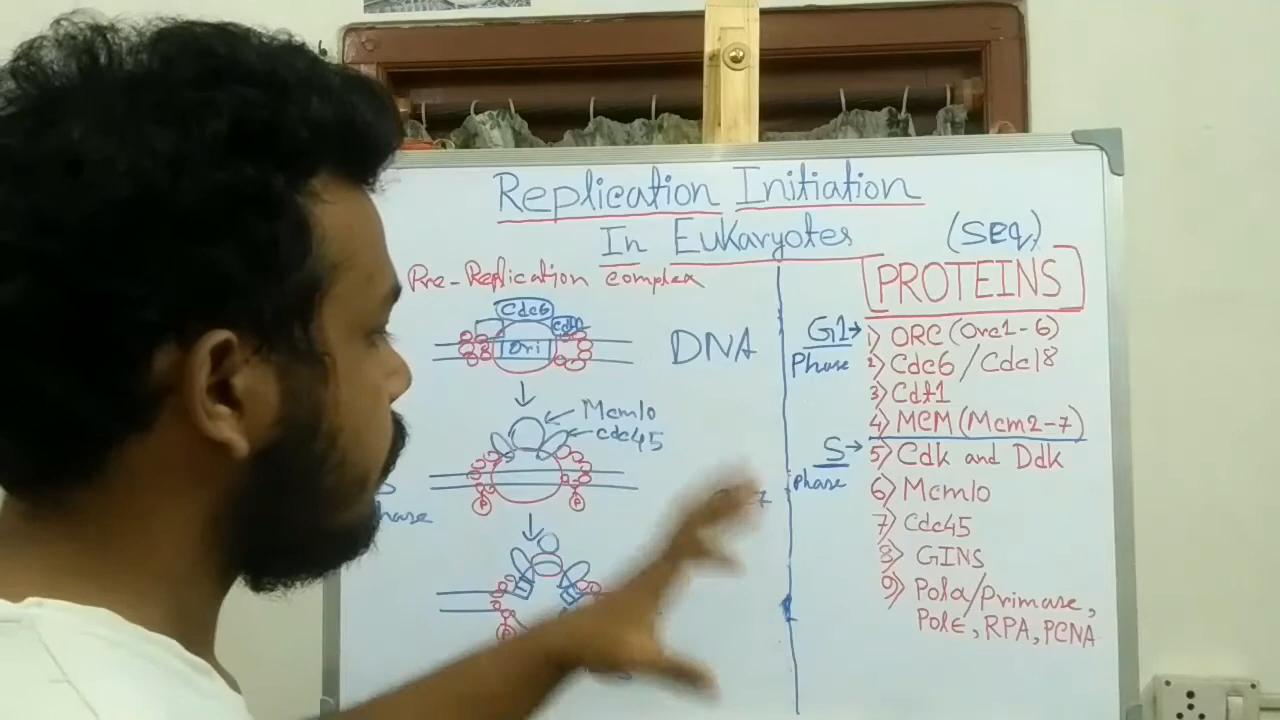 Replication Initiation
In Eukaryotes
(seq)
Pre-Replication complex
PROTEINS
Cdc6
Cdt1
Ori
DNA
Mcm10
cdc45
P
P
hase
G1→
Phase
1) ORC (Orc1-6)
2) Cdc6/Cdc18
3) Cdt1
4) MCM (Mcm2-7)
S→
phase
5) Cdk and Ddk
6) Mcm10
7) Cdc45
8) GINS
9) Polα/Primase,
Polε, RPA, PCNA